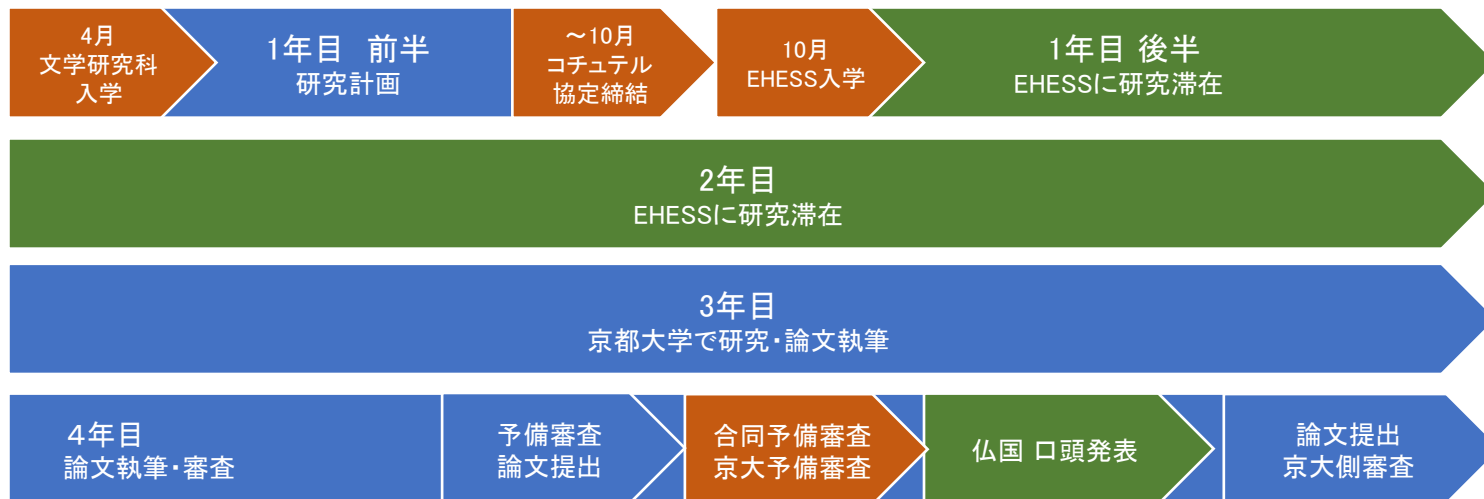 4月
文学研究科
入学
1年目 前半
研究計画
～10月
コチュテル
協定締結
10月
EHESS入学
1年目 後半
EHESSに研究滞在
2年目
EHESSに研究滞在
3年目
京都大学で研究・論文執筆
４年目
論文執筆・審査
予備審査
論文提出
合同予備審査
京大予備審査
仏国 口頭発表
論文提出
京大側審査